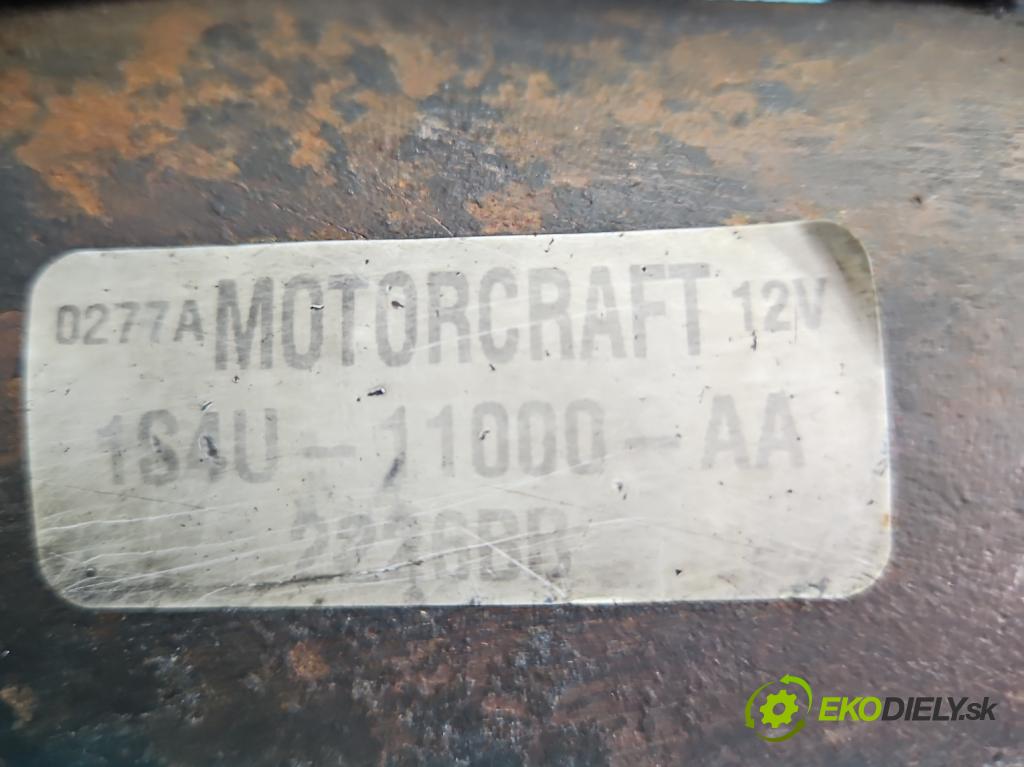 0277A MOTORCRAFT 12V
1S4U-11000-AA
EKODIELY.sk